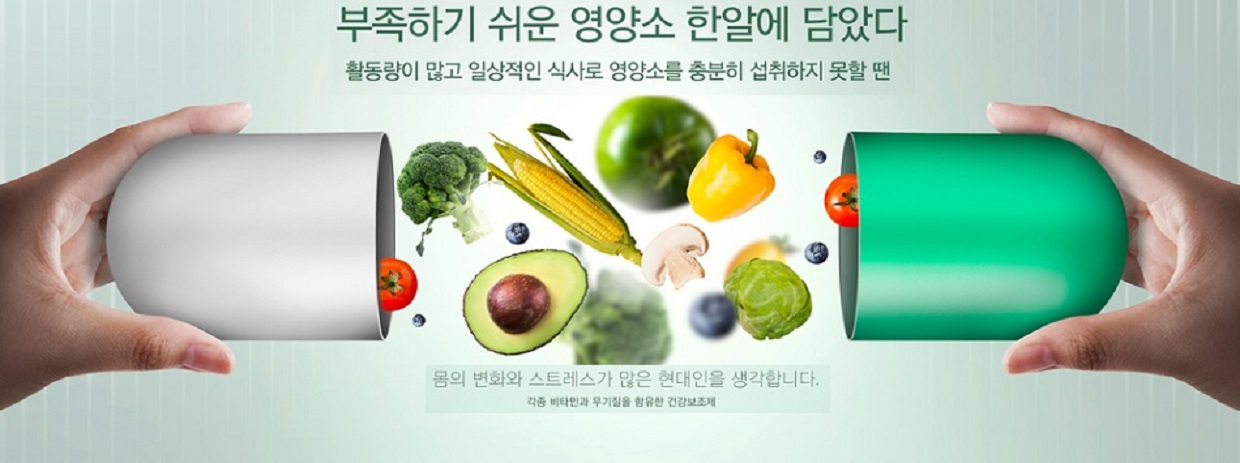 부족하기 쉬운 영양소 한알에 담았다
활동량이 많고 일상적인 식사로 영양소를 충분히 섭취하지 못할 땐
몸의 변화와 스트레스가 많은 현대인을 생각합니다.
각종 비타민과 무기질을 함유한 건강보조제